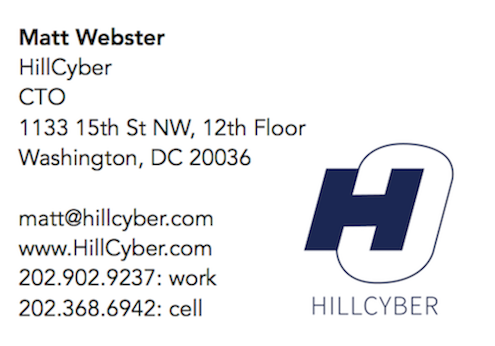 Matt Webster
HillCyber
CTO
1133 15th St NW, 12th Floor
Washington, DC 20036
matt@hillcyber.com
www.HillCyber.com
202.902.9237: work
202.368.6942: cell
HILLCYBER